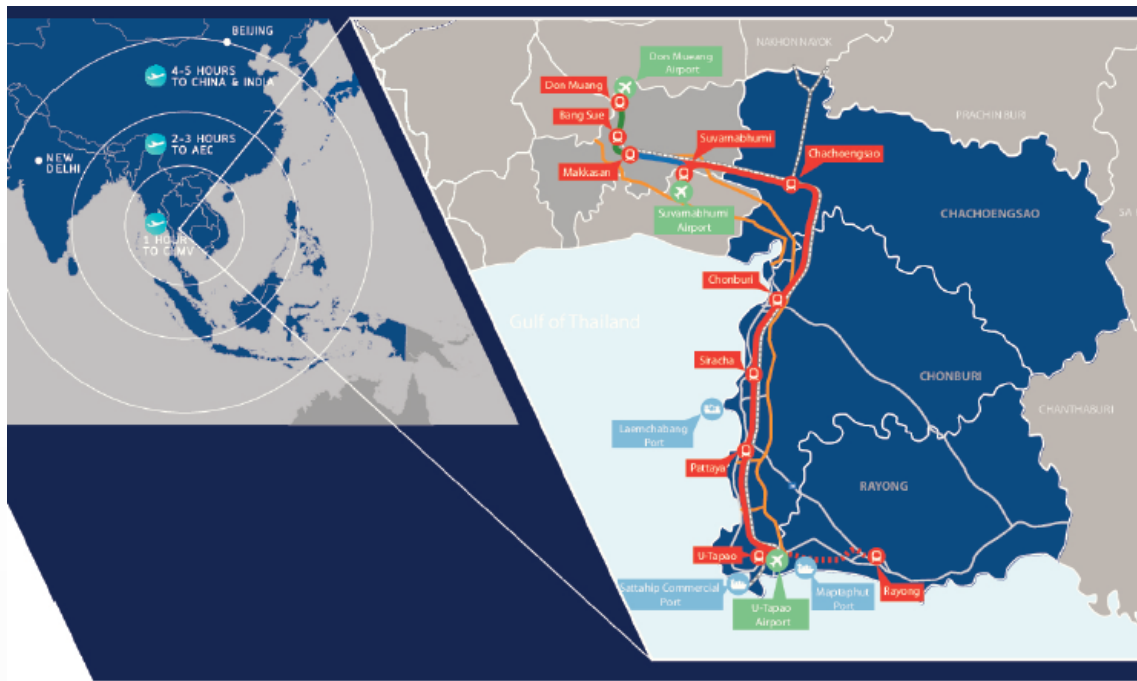 BEIJING
4-5 HOURS
TO CHINA & INDIA
2-3 HOURS
TO AEC
NEW
DELHI
1 HOUR
TO CLMV
NAKHON NAYOK
Don Mueang
Airport
Don Muang
Bang Sue
PRACHIN BURI
Suvarnabhumi
Makkasan
Chachoengsao
SA
CHACHOENGSAO
Suvarnabhumi
Airport
Chonburi
Gulf of Thailand
Siracha
CHONBURI
CHANTHABURI
Laemchabang
Port
Pattaya
RAYONG
U-Tapao
Sattahip Commercial
Port
U-Tapao
Airport
Maptaphut
Port
Rayong